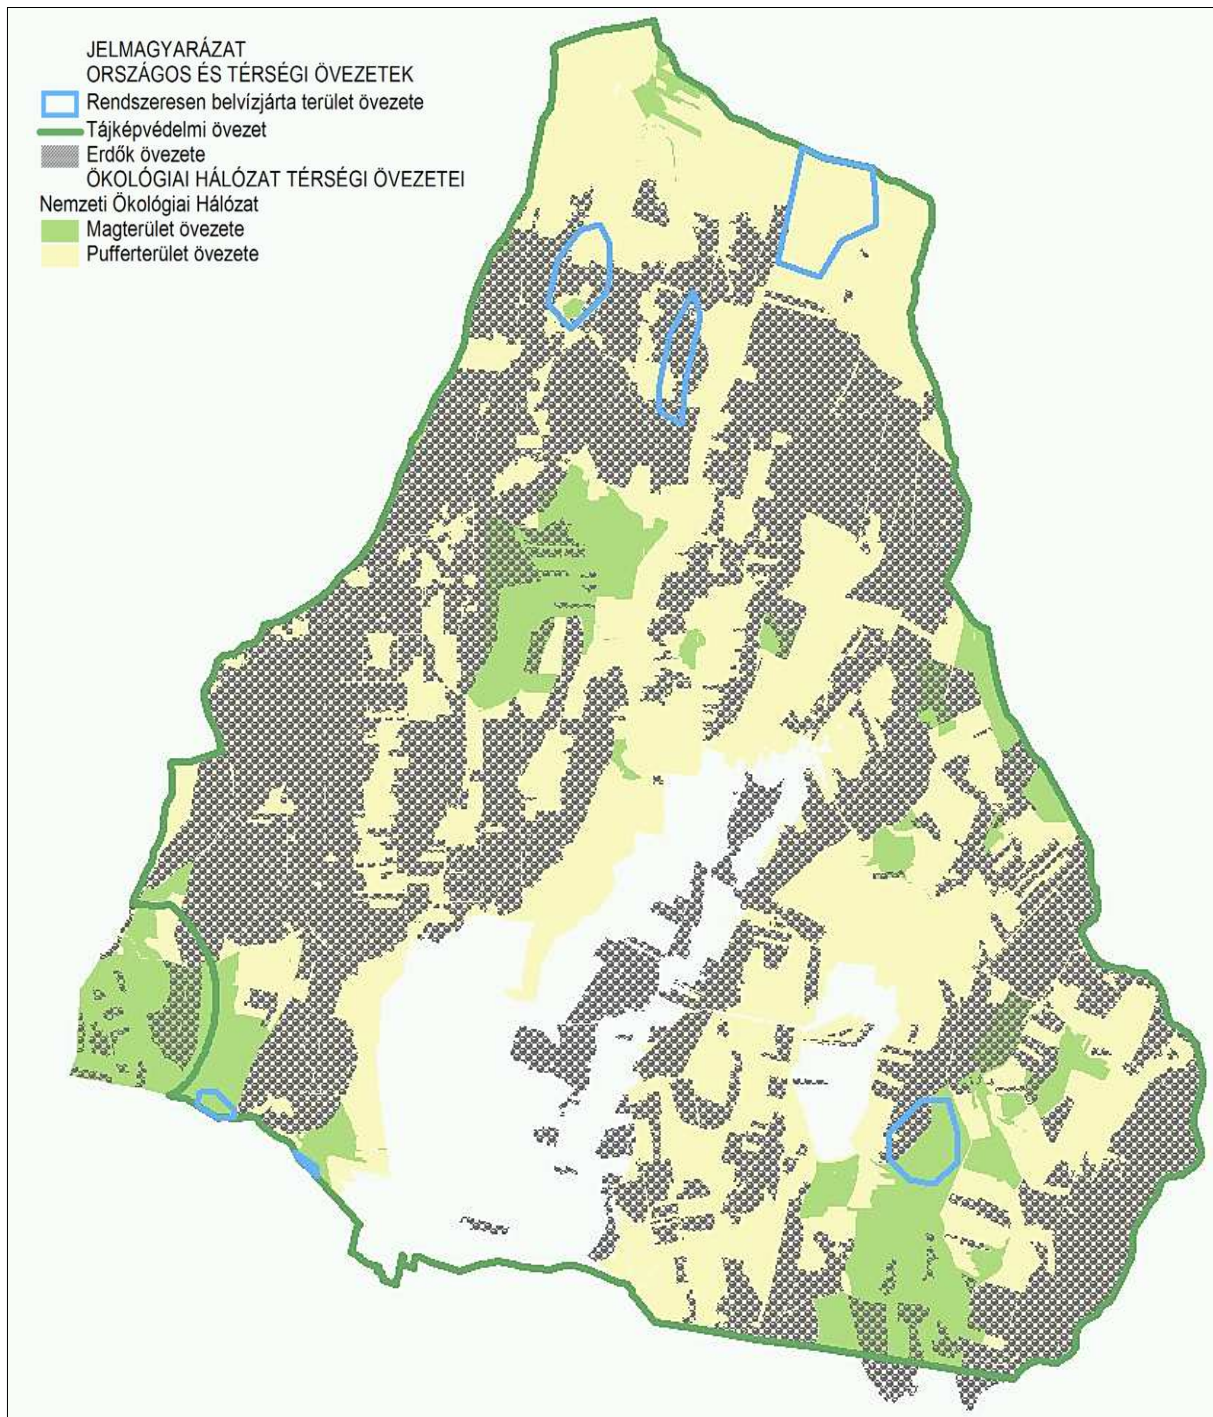 JELMAGYARÁZAT
ORSZÁGOS ÉS TÉRSÉGI ÖVEZETEK
Rendszeresen belvízjárta terület övezete
Tájképvédelmi övezet
Erdők övezete
ÖKOLÓGIAI HÁLÓZAT TÉRSÉGI ÖVEZETEI
Nemzeti Ökológiai Hálózat
Magterület övezete
Pufferterület övezete